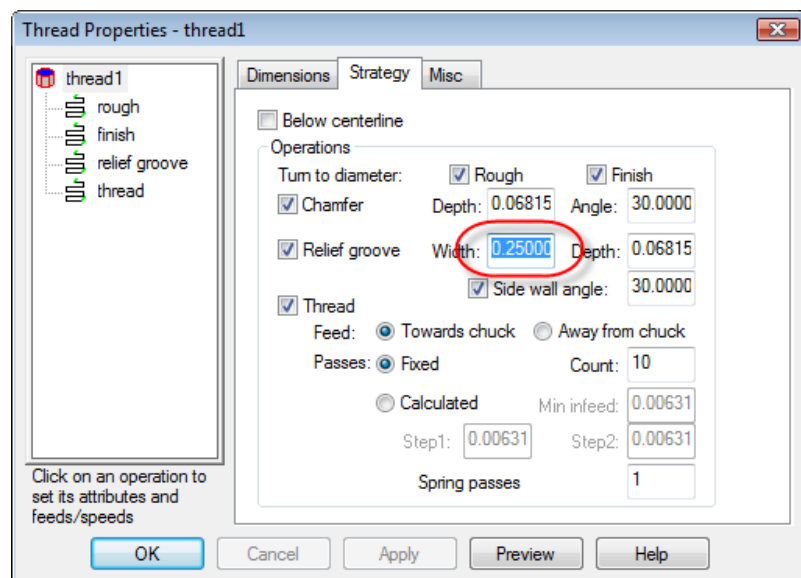 Thread Properties - thread1
thread1
rough
finish
relief groove
thread
Click on an operation to
set its attributes and
feeds/speeds
Dimensions Strategy Misc
Below centerline
Operations
Turn to diameter: Rough Finish
Chamfer Depth: 0.06815 Angle: 30.0000
Relief groove Width: 0.25000 Depth: 0.06815
Side wall angle: 30.0000
Thread
Feed: Towards chuck Away from chuck
Passes: Fixed Count: 10
Calculated Min infeed: 0.00631
Step1: 0.00631 Step2: 0.00631
Spring passes 1
OK Cancel Apply Preview Help